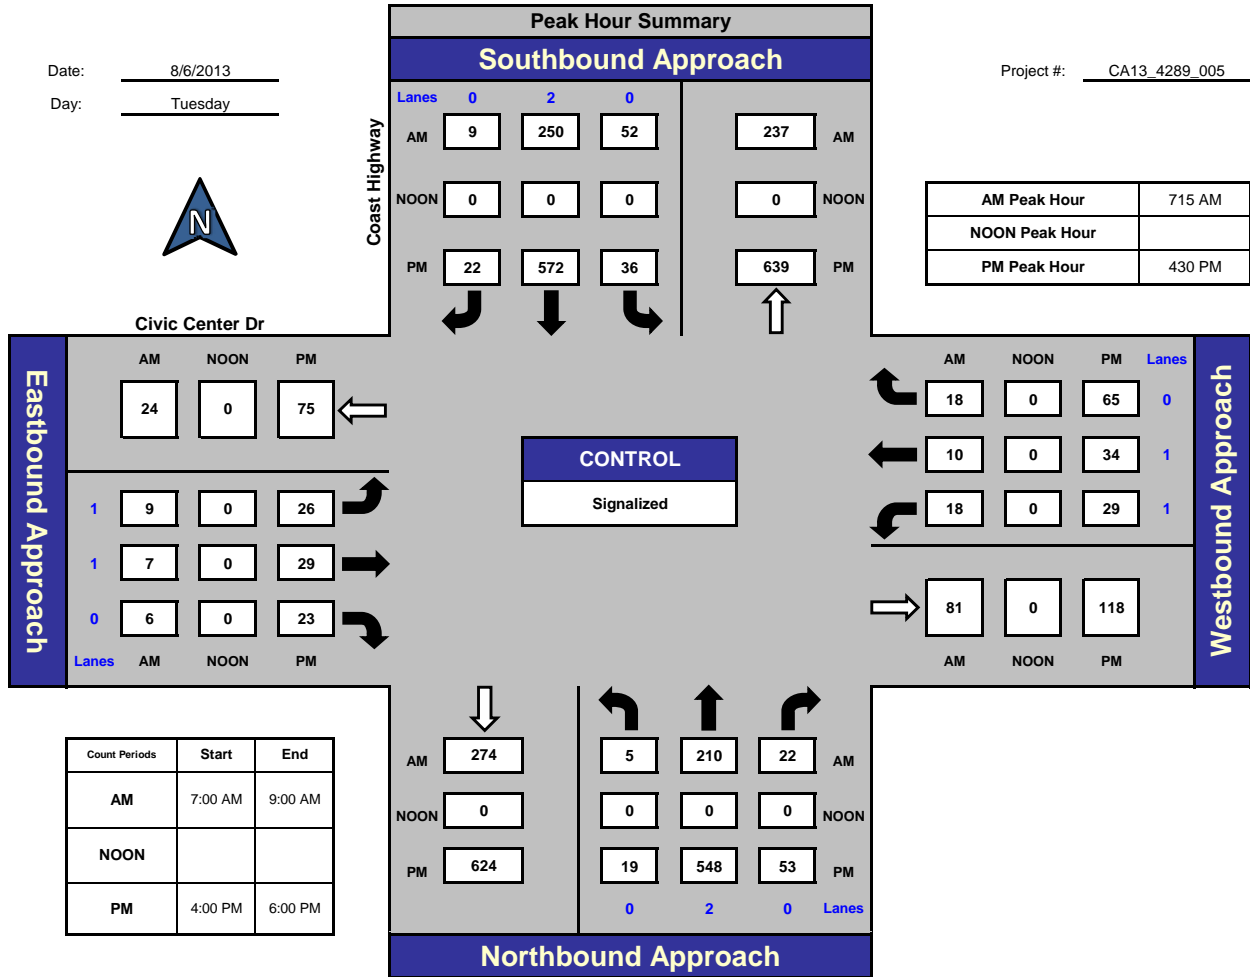 Peak Hour Summary
Southbound Approach
Date: 8/6/2013
Project #: CA13_4289_005
Day: Tuesday
Lanes 0 2 0
AM 9 250 52 237 AM
Coast Highway
N
NOON 0 0 0 0 NOON
AM Peak Hour 715 AM
NOON Peak Hour
PM Peak Hour 430 PM
PM 22 572 36 639 PM
Civic Center Dr
Eastbound Approach
AM NOON PM
24 0 75
1 9 0 26
1 7 0 29
0 6 0 23
Lanes AM NOON PM
CONTROL
Signalized
AM NOON PM Lanes
18 0 65 0
10 0 34 1
18 0 29 1
81 0 118
AM NOON PM
Westbound Approach
Count Periods Start End
AM 7:00 AM 9:00 AM
NOON
PM 4:00 PM 6:00 PM
AM 274 5 210 22 AM
NOON 0 0 0 0 NOON
PM 624 19 548 53 PM
0 2 0 Lanes
Northbound Approach